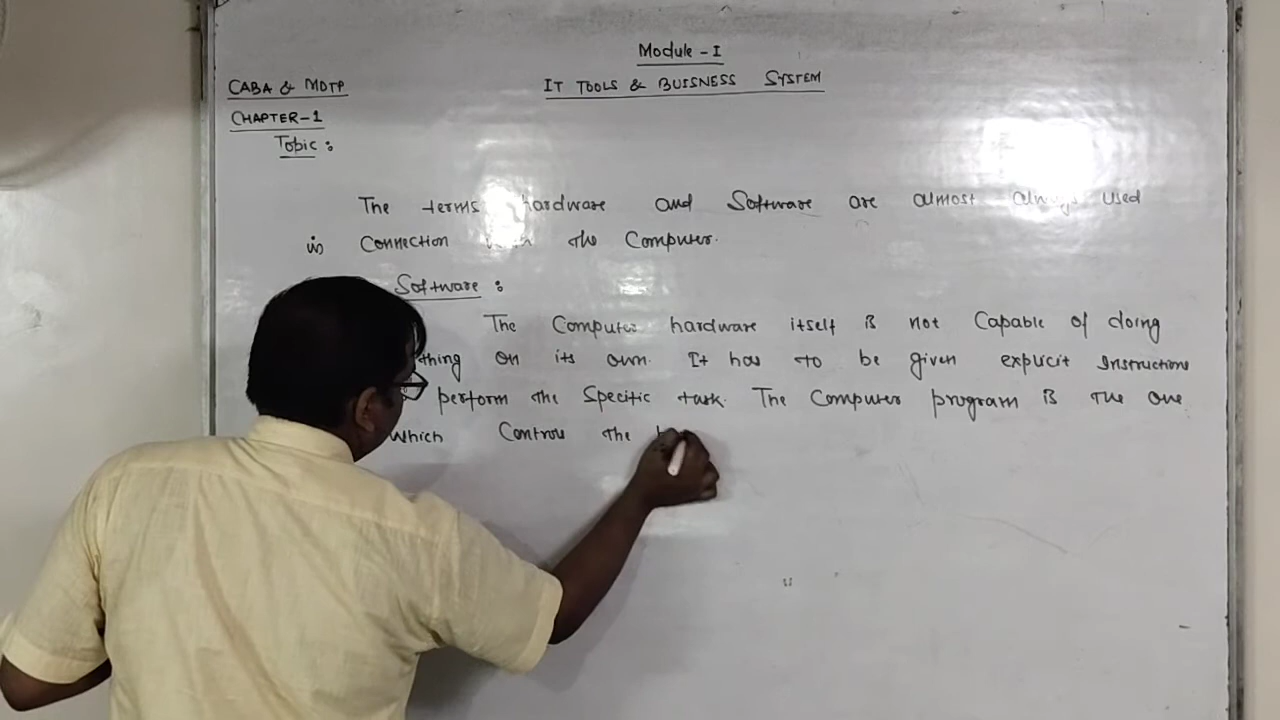 Module - I
CABA & MDTP
IT TOOLS & BUISNESS SYSTEM
CHAPTER-1
Topic :
The terms hardware and Software are almost always used
in Connection the Computer.
Software :
The Computer hardware itself is not Capable of doing
thing on its own. It has to be given explicit Instructions
perform the Specific task. The Computer program is the one
which Controls the